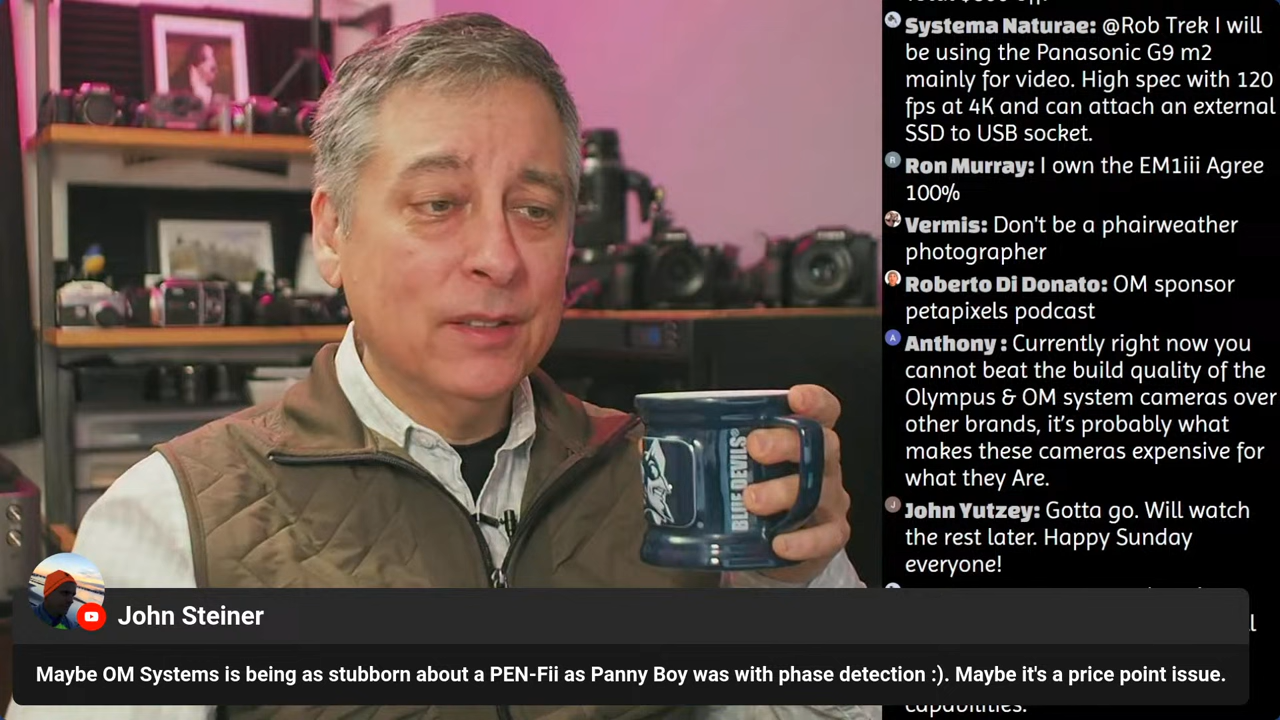 Systema Naturae: @Rob Trek I will
be using the Panasonic G9 m2
mainly for video. High spec with 120
fps at 4K and can attach an external
SSD to USB socket.
R
Ron Murray: I own the EM1iii Agree
100%
Vermis: Don't be a phairweather
photographer
Roberto Di Donato: OM sponsor
petapixels podcast
A
Anthony : Currently right now you
cannot beat the build quality of the
Olympus & OM system cameras over
other brands, it's probably what
makes these cameras expensive for
what they Are.
J
John Yutzey: Gotta go. Will watch
the rest later. Happy Sunday
everyone!
capabilities.
BLUE DEVILS®
John Steiner
Maybe OM Systems is being as stubborn about a PEN-Fii as Panny Boy was with phase detection :). Maybe it's a price point issue.